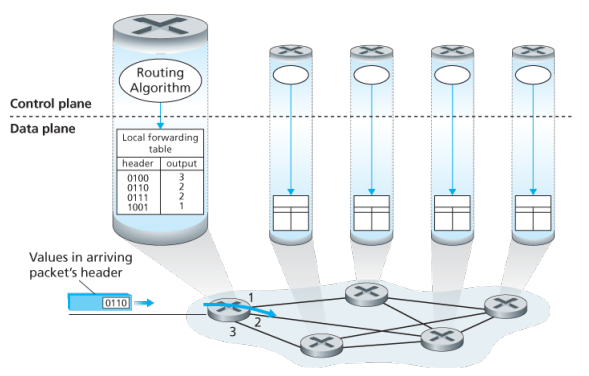 Routing
Algorithm
Control plane
Data plane
Local forwarding
table
header output
0100 3
0110 2
0111 2
1001 1
Values in arriving
packet's header
0110
1
2
3